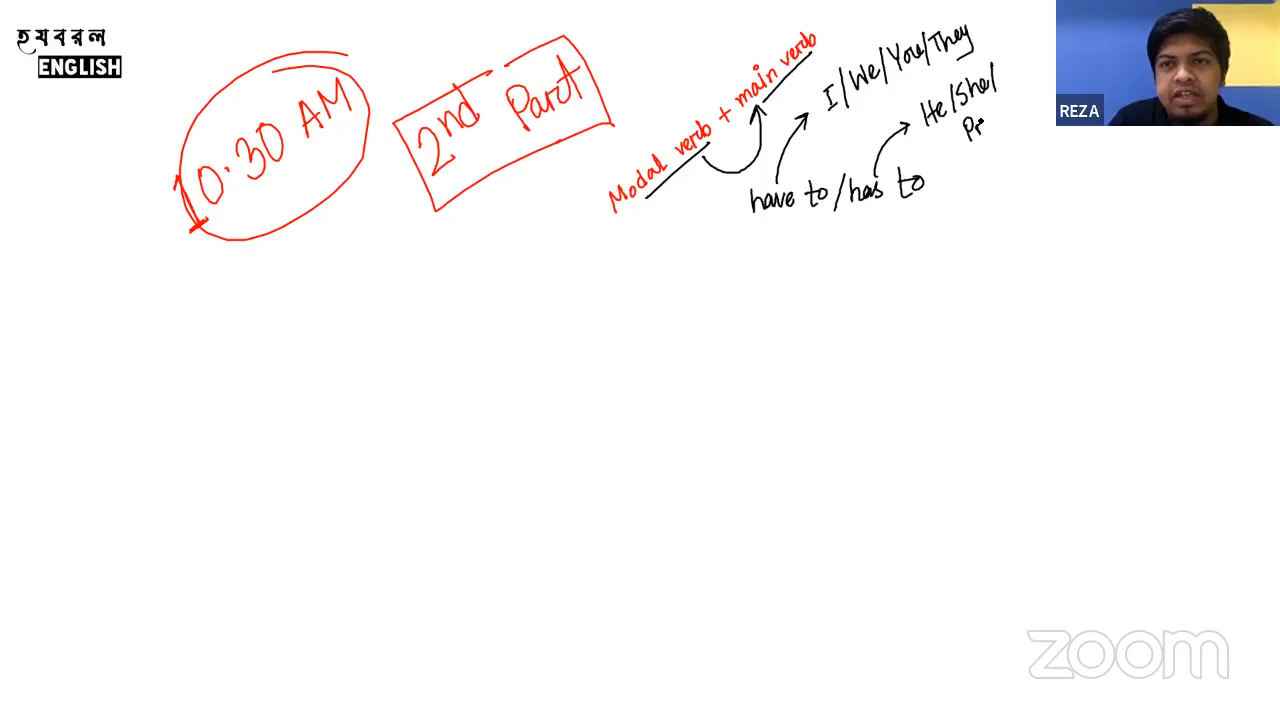 হযবরল
ENGLISH
10:30 AM
2nd Part
Modal verb + main verb
I/We/You/They
have to/has to
He/She/
Pr
REZA
zoom